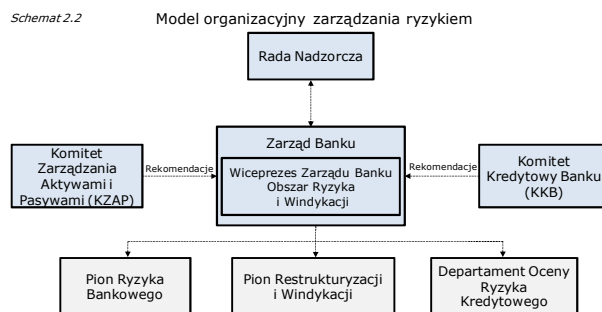 Schemat 2.2
Model organizacyjny zarządzania ryzykiem
Rada Nadzorcza
Zarząd Banku
Komitet
Zarządzania
Aktywami i
Pasywami (KZAP)
Rekomendacje
Wiceprezes Zarządu Banku
Obszar Ryzyka
i Windykacji
Rekomendacje
Komitet
Kredytowy Banku
(KKB)
Pion Ryzyka
Bankowego
Pion Restrukturyzacji
i Windykacji
Departament Oceny
Ryzyka
Kredytowego